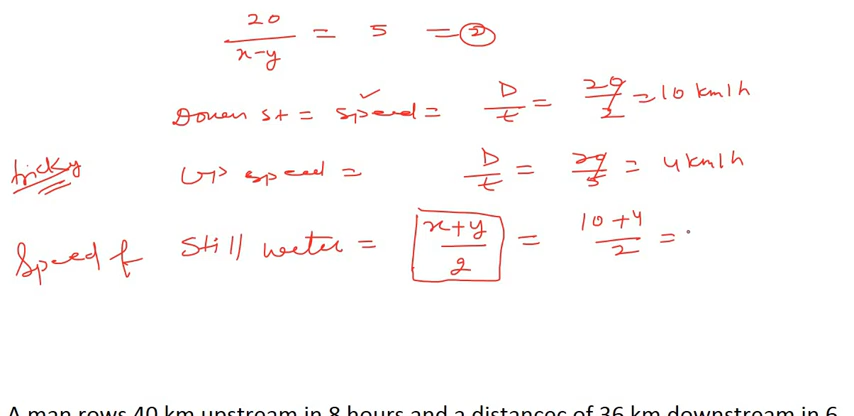 20/(x-y) = 5 = ②
Down st = speed = D/t = 20/2 = 10 km/h
tricky Up speed = D/t = 20/5 = 4 km/h
Speed of Still water = x+y/2 = 10+4/2 =
A man rows 40 km upstream in 8 hours and a distancec of 36 km downstream in 6